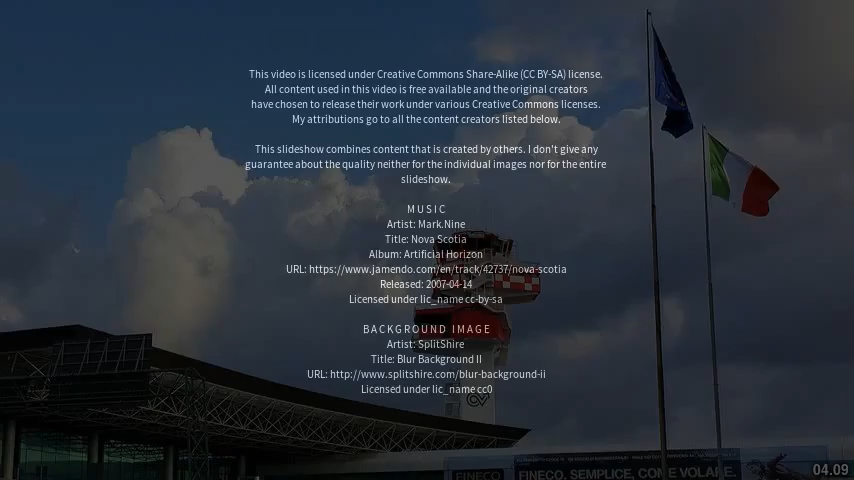 This video is licensed under Creative Commons Share-Alike (CC BY-SA) license.
All content used in this video is free available and the original creators
have chosen to release their work under various Creative Commons licenses.
My attributions go to all the content creators listed below.
This slideshow combines content that is created by others. I don't give any
guarantee about the quality neither for the individual images nor for the entire
slideshow.
MUSIC
Artist: Mark.Nine
Title: Nova Scotia
Album: Artificial Horizon
URL: https://www.jamendo.com/en/track/42737/nova-scotia
Released: 2007-04-14
Licensed under lic_name cc-by-sa
BACKGROUND IMAGE
Artist: SplitShire
Title: Blur Background II
URL: http://www.splitshire.com/blur-background-ii
Licensed under lic_name cc0
FINECO
FINECO, SEMPLICE, COME VOLARE.
04.09